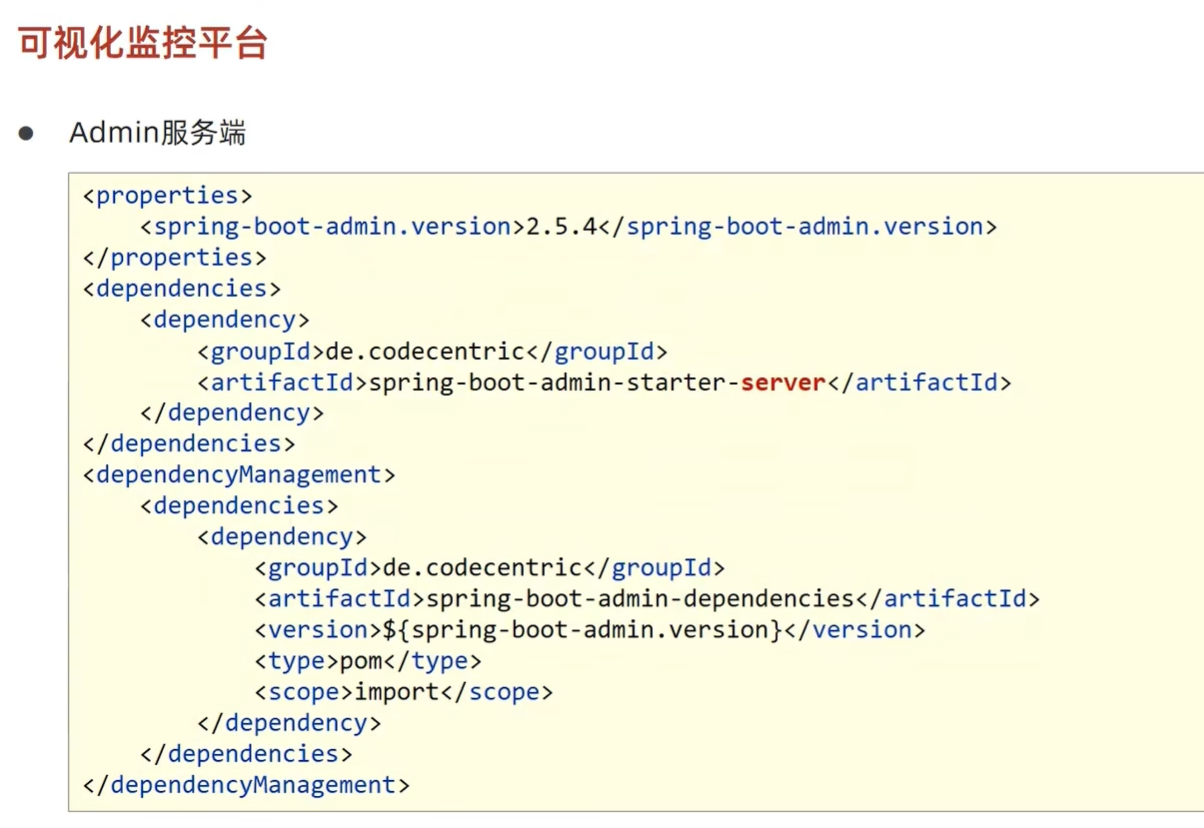 可视化监控平台
● Admin服务端
<properties>
    <spring-boot-admin.version>2.5.4</spring-boot-admin.version>
</properties>
<dependencies>
    <dependency>
        <groupId>de.codecentric</groupId>
        <artifactId>spring-boot-admin-starter-server</artifactId>
    </dependency>
</dependencies>
<dependencyManagement>
    <dependencies>
        <dependency>
            <groupId>de.codecentric</groupId>
            <artifactId>spring-boot-admin-dependencies</artifactId>
            <version>${spring-boot-admin.version}</version>
            <type>pom</type>
            <scope>import</scope>
        </dependency>
    </dependencies>
</dependencyManagement>